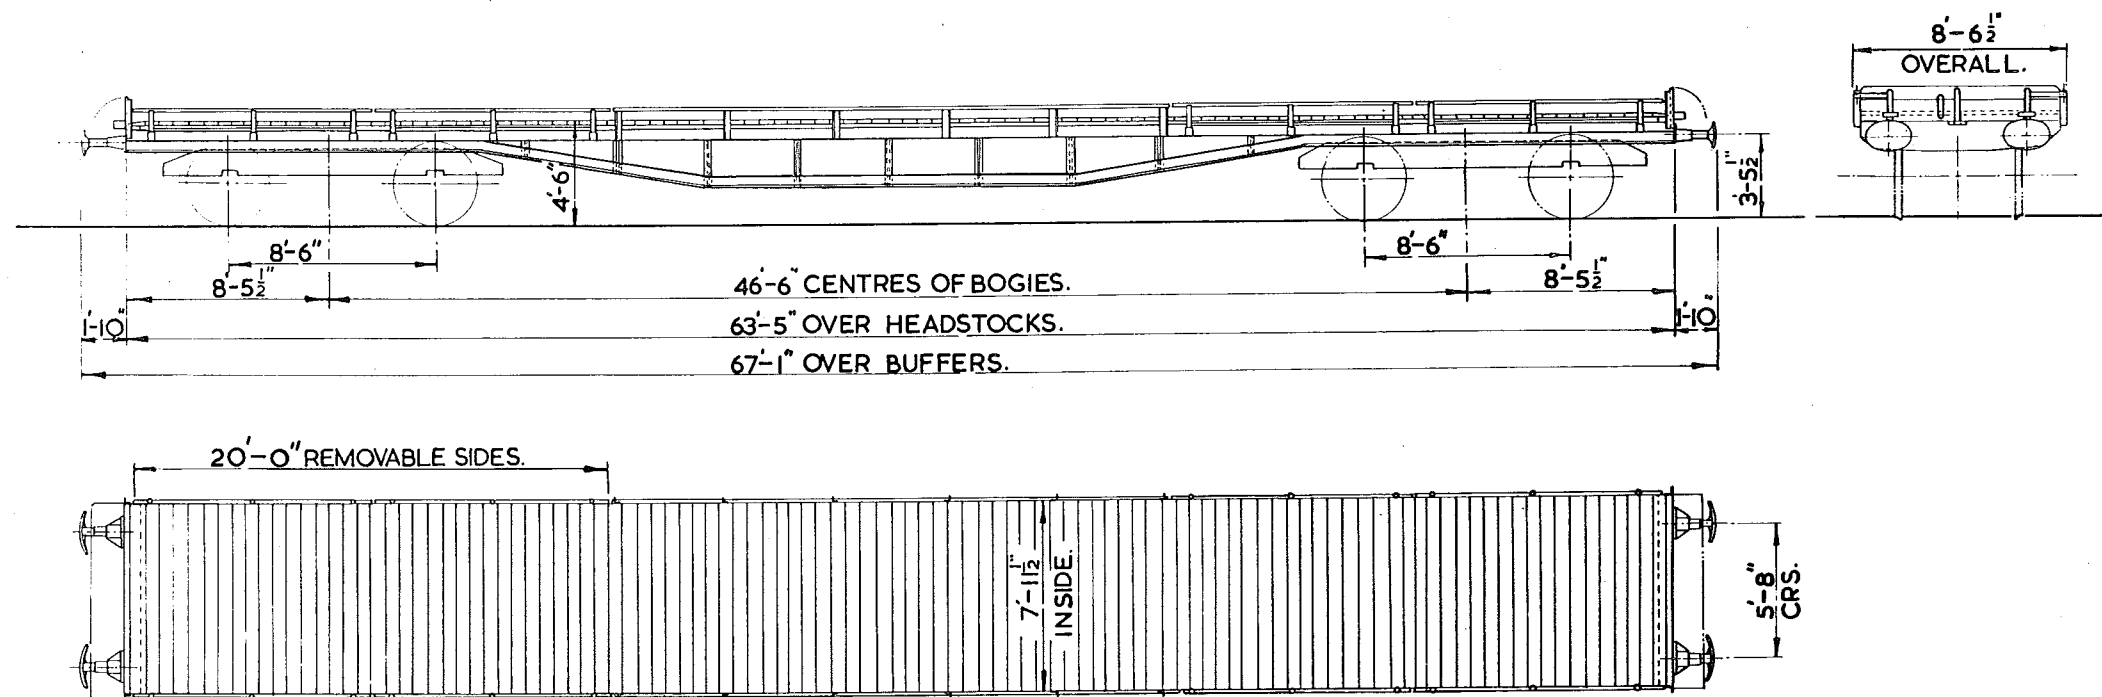 8'-6½"
OVERALL.
4'-6"
3'-5½"
8'-6"
8'-6"
8'-5½"
46'-6" CENTRES OF BOGIES.
8'-5½"
1'-10"
63'-5" OVER HEADSTOCKS.
1'-10"
67'-1" OVER BUFFERS.
20'-0" REMOVABLE SIDES.
7'-11½"
INSIDE.
5'-8"
CRS.